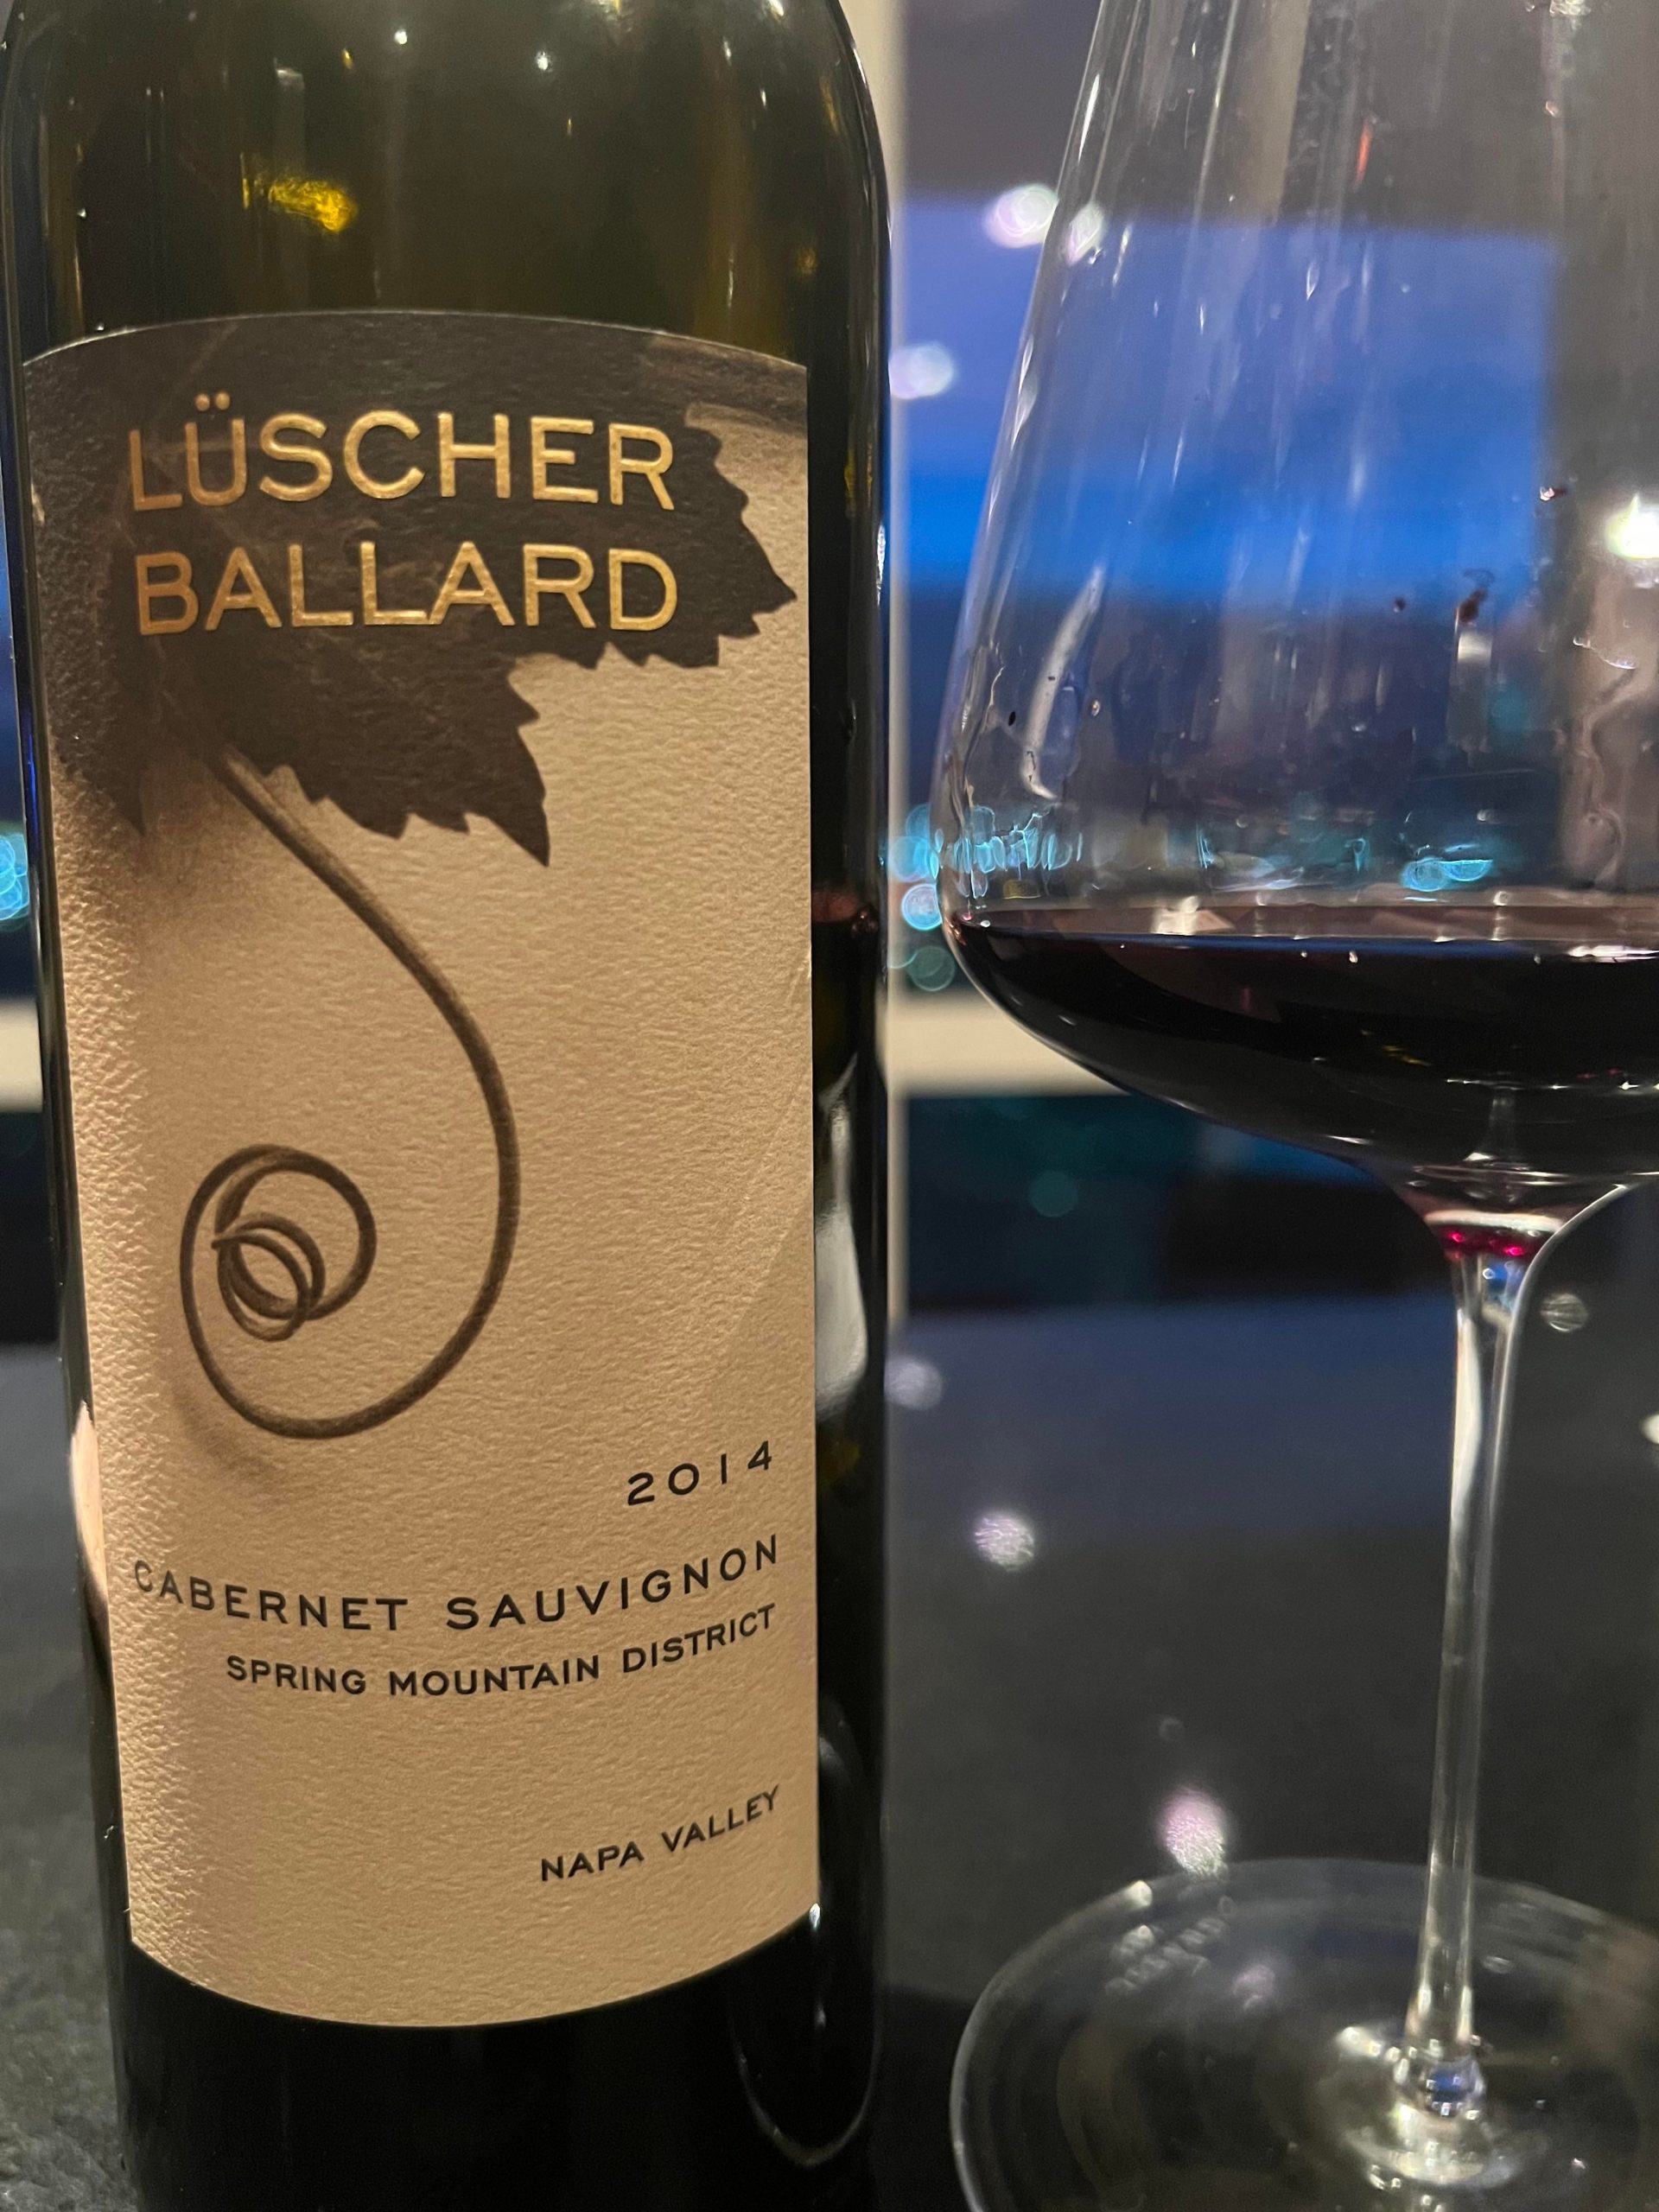 LÜSCHER
BALLARD
2014
CABERNET SAUVIGNON
SPRING MOUNTAIN DISTRICT
NAPA VALLEY